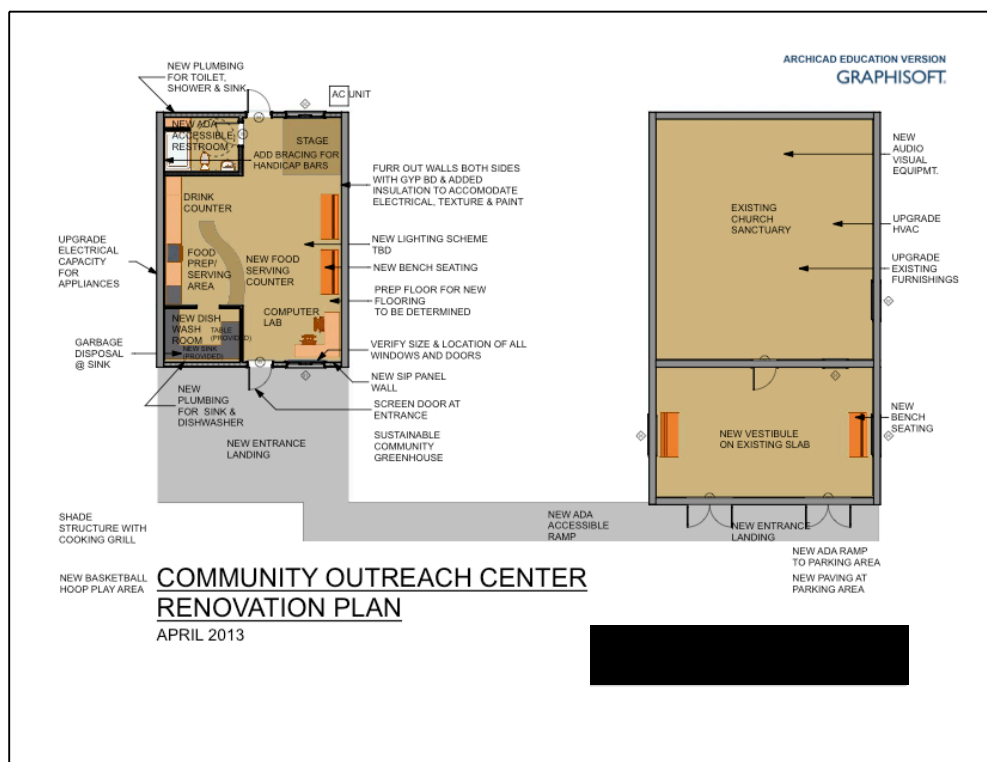 ARCHICAD EDUCATION VERSION
GRAPHISOFT.
NEW PLUMBING
FOR TOILET,
SHOWER & SINK
AC UNIT
NEW ADA
ACCESSIBLE
RESTROOM
STAGE
ADD BRACING FOR
HANDICAP BARS
FURR OUT WALLS BOTH SIDES
WITH GYP BD & ADDED
INSULATION TO ACCOMODATE
ELECTRICAL, TEXTURE & PAINT
DRINK
COUNTER
UPGRADE
ELECTRICAL
CAPACITY
FOR
APPLIANCES
FOOD
PREP/
SERVING
AREA
NEW FOOD
SERVING
COUNTER
NEW LIGHTING SCHEME
TBD
NEW BENCH SEATING
PREP FLOOR FOR NEW
FLOORING
TO BE DETERMINED
COMPUTER
LAB
NEW DISH
WASH
ROOM
TABLE
(PROVIDED)
NEW SINK
(PROVIDED)
GARBAGE
DISPOSAL
@ SINK
VERIFY SIZE & LOCATION OF ALL
WINDOWS AND DOORS
NEW SIP PANEL
WALL
NEW
PLUMBING
FOR SINK &
DISHWASHER
SCREEN DOOR AT
ENTRANCE
NEW ENTRANCE
LANDING
SUSTAINABLE
COMMUNITY
GREENHOUSE
NEW
AUDIO
VISUAL
EQUIPMT.
EXISTING
CHURCH
SANCTUARY
UPGRADE
HVAC
UPGRADE
EXISTING
FURNISHINGS
NEW
BENCH
SEATING
NEW VESTIBULE
ON EXISTING SLAB
SHADE
STRUCTURE WITH
COOKING GRILL
NEW ADA
ACCESSIBLE
RAMP
NEW ENTRANCE
LANDING
NEW ADA RAMP
TO PARKING AREA
NEW PAVING AT
PARKING AREA
NEW BASKETBALL
HOOP PLAY AREA
COMMUNITY OUTREACH CENTER
RENOVATION PLAN
APRIL 2013